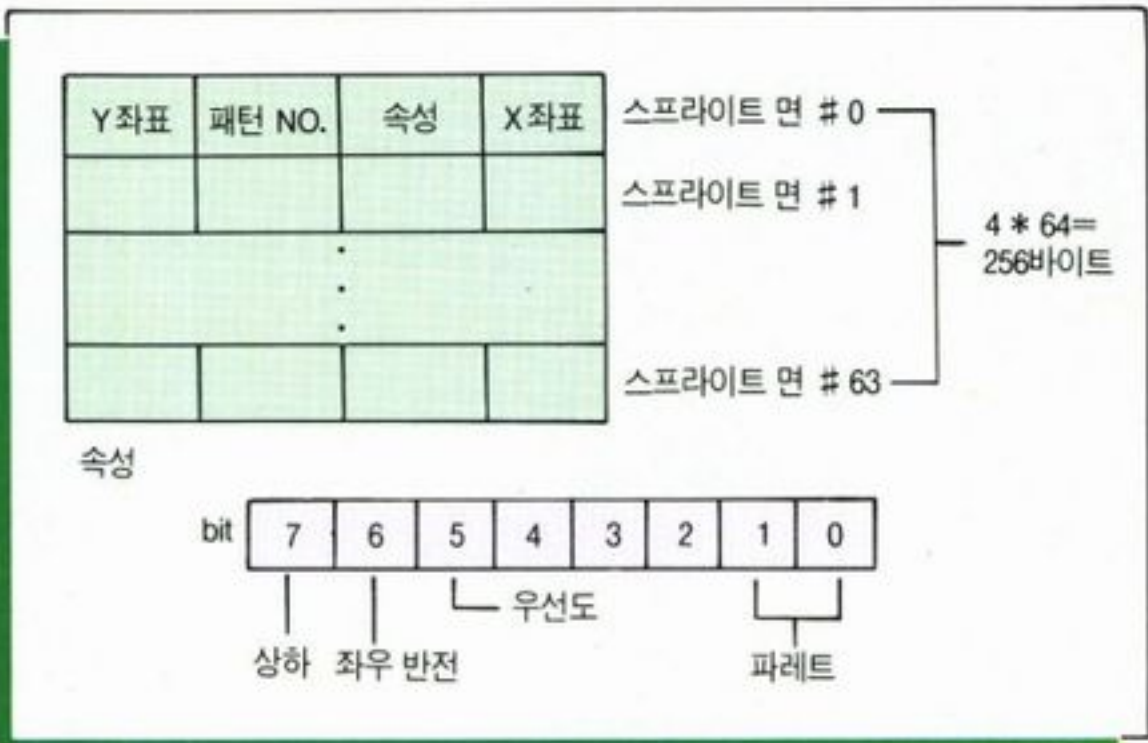 Y좌표 패턴 NO. 속성 X좌표 스프라이트 면 #0
스프라이트 면 #1
4 * 64=
256바이트
스프라이트 면 #63
속성
bit 7 6 5 4 3 2 1 0
우선도
상하 좌우 반전 파레트